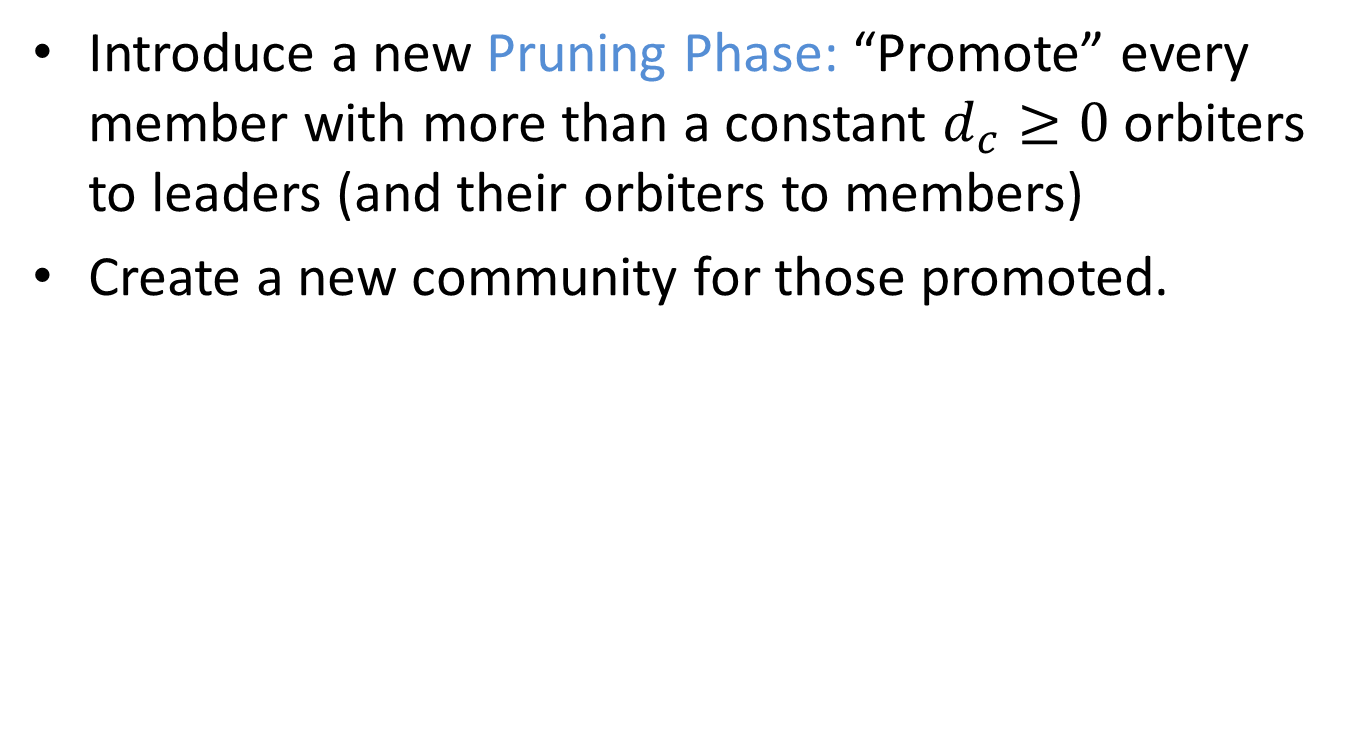 • Introduce a new Pruning Phase: “Promote” every
member with more than a constant $d_c \geq 0$ orbiters
to leaders (and their orbiters to members)
• Create a new community for those promoted.